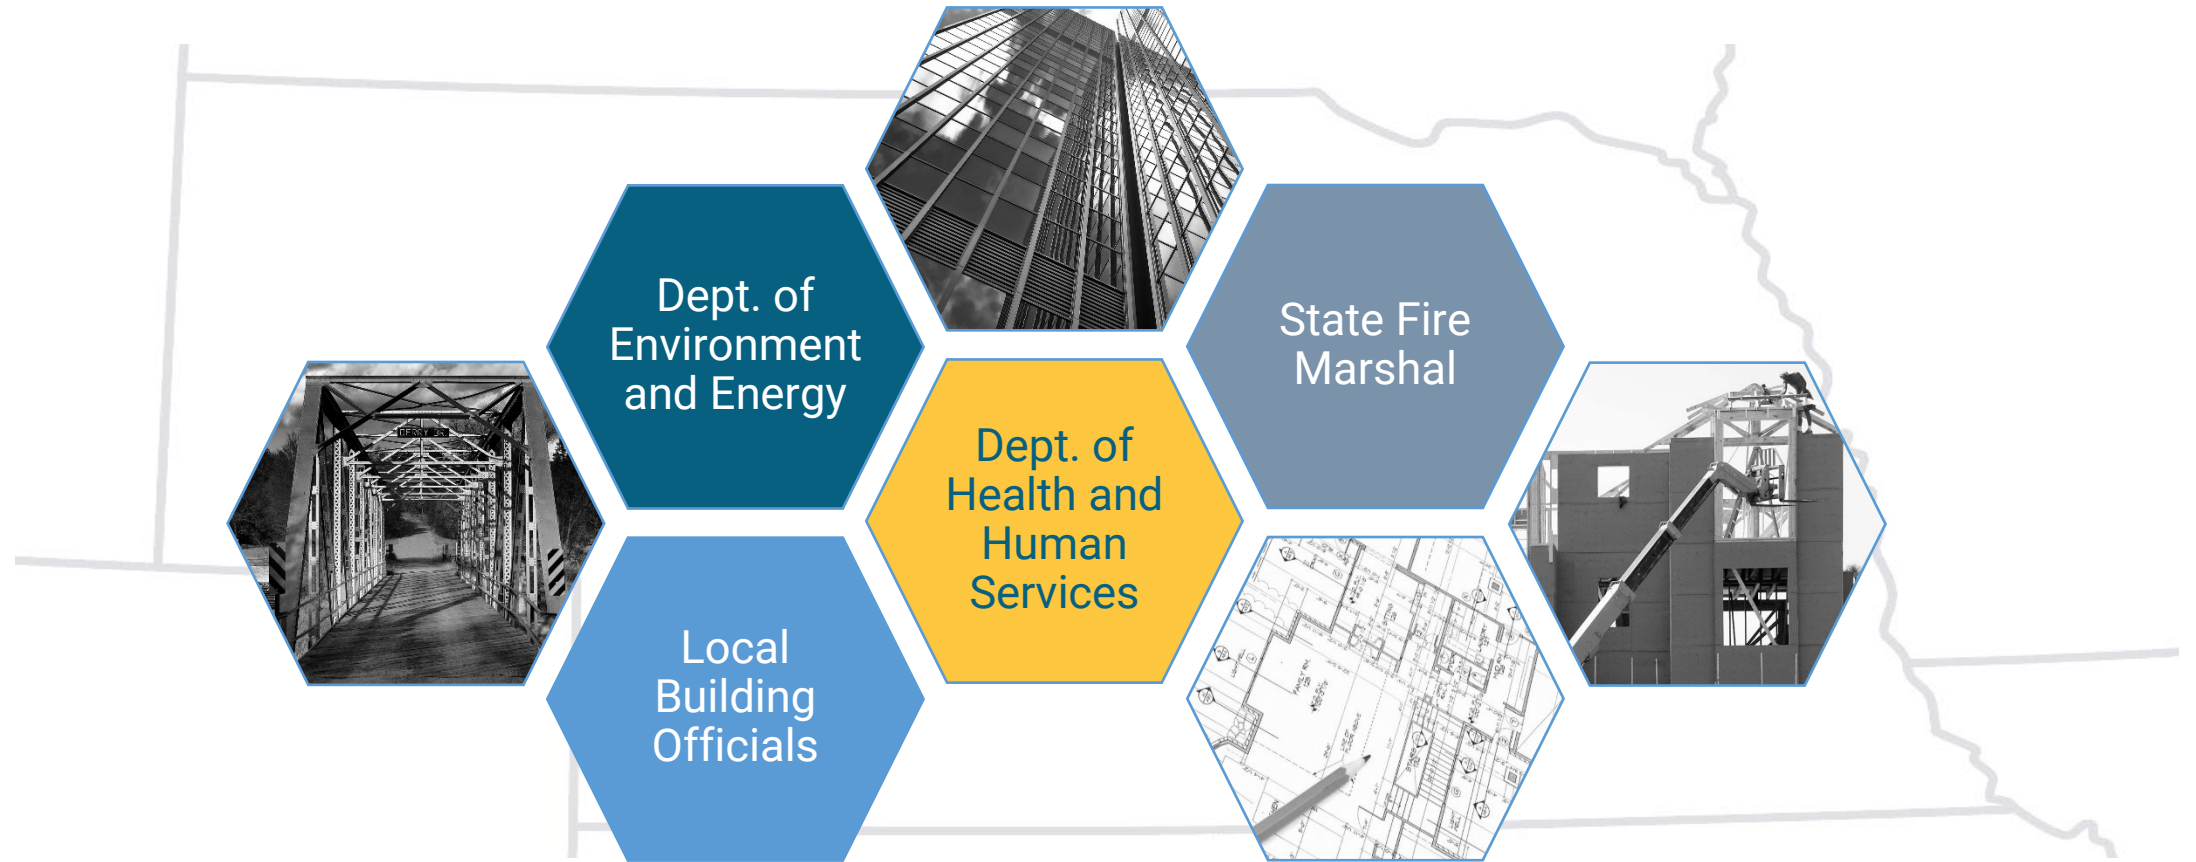 Dept. of
Environment
and Energy
State Fire
Marshal
Dept. of
Health and
Human
Services
Local
Building
Officials